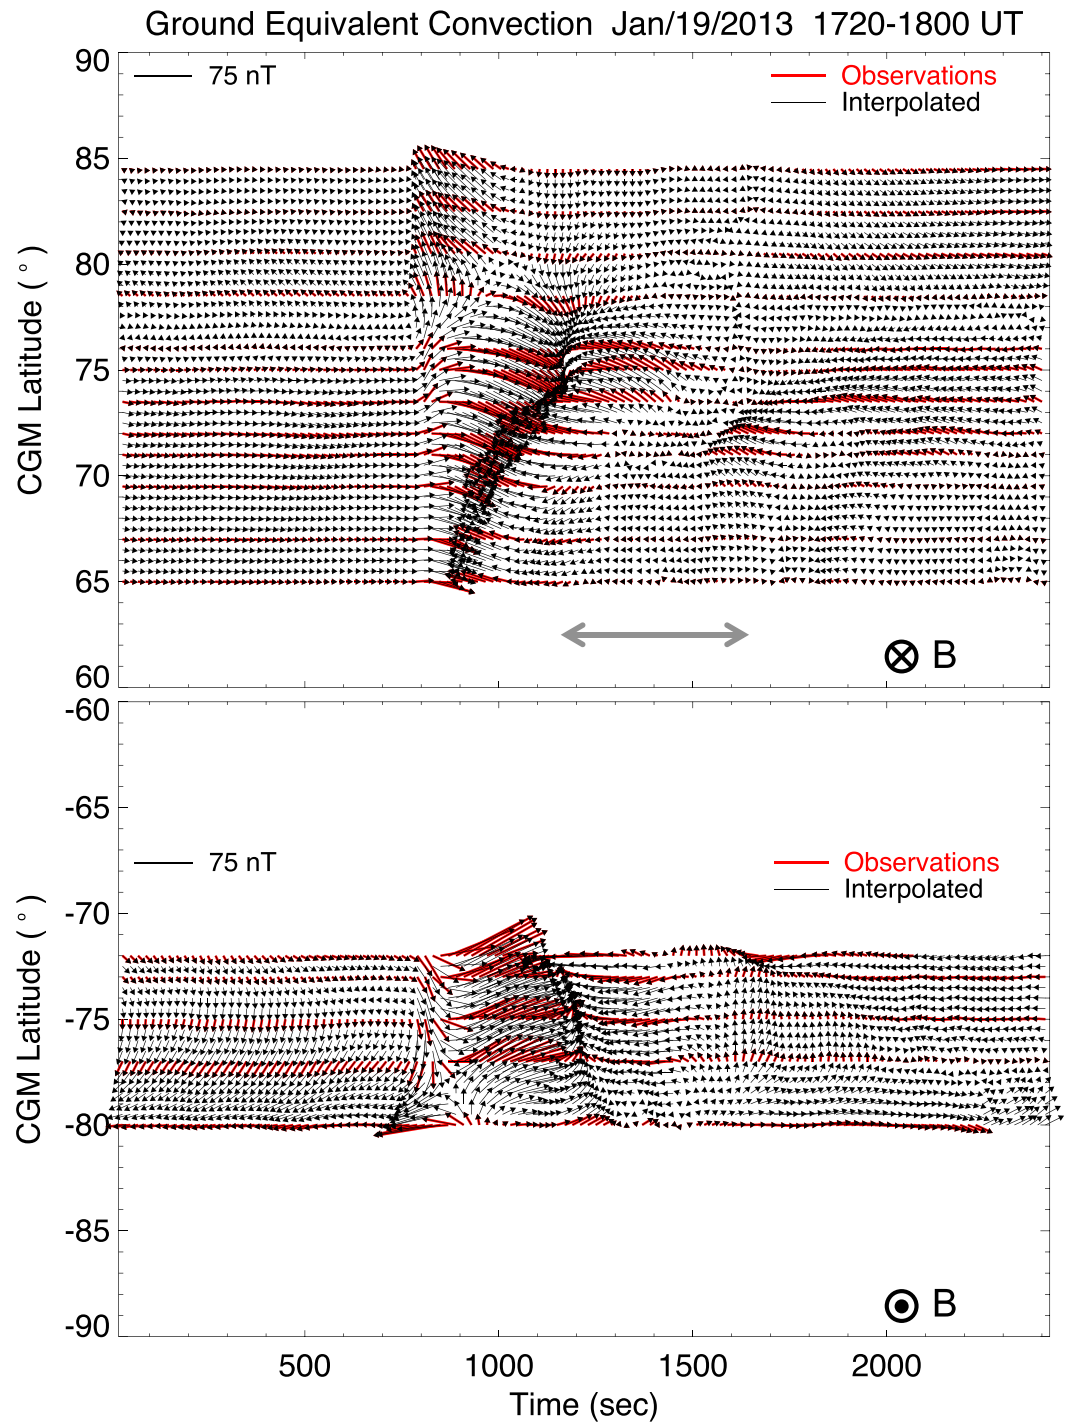 Ground Equivalent Convection  Jan/19/2013  1720-1800 UT
90
75 nT
Observations
Interpolated
85
80
75
70
65
60
CGM Latitude ( ° )
B
-60
-65
75 nT
Observations
Interpolated
-70
-75
-80
-85
-90
CGM Latitude ( ° )
B
500
1000
1500
2000
Time (sec)